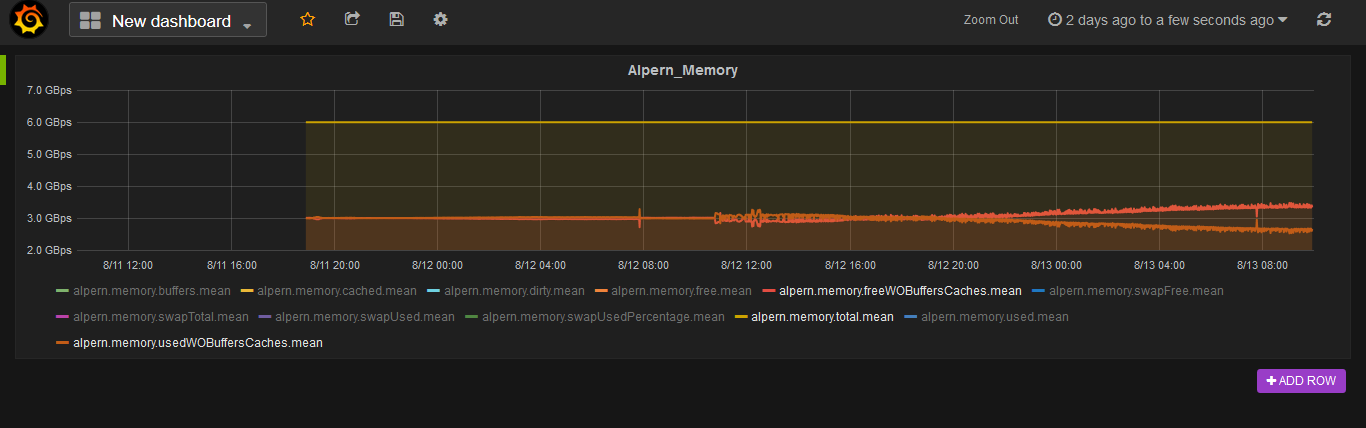 New dashboard
Zoom Out
2 days ago to a few seconds ago
Alpern_Memory
7.0 GBps
6.0 GBps
5.0 GBps
4.0 GBps
3.0 GBps
2.0 GBps
8/11 12:00 8/11 16:00 8/11 20:00 8/12 00:00 8/12 04:00 8/12 08:00 8/12 12:00 8/12 16:00 8/12 20:00 8/13 00:00 8/13 04:00 8/13 08:00
alpern.memory.buffers.mean alpern.memory.cached.mean alpern.memory.dirty.mean alpern.memory.free.mean alpern.memory.freeWOBuffersCaches.mean alpern.memory.swapFree.mean
alpern.memory.swapTotal.mean alpern.memory.swapUsed.mean alpern.memory.swapUsedPercentage.mean alpern.memory.total.mean alpern.memory.used.mean
alpern.memory.usedWOBuffersCaches.mean
ADD ROW